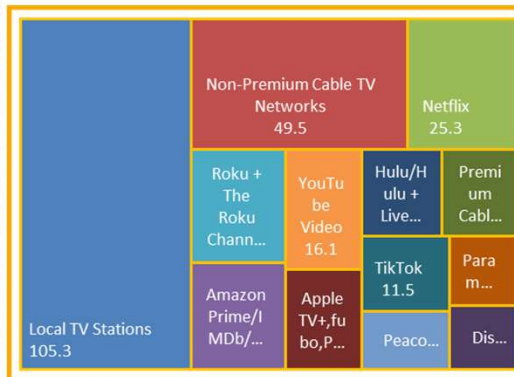 Local TV Stations
105.3
Non-Premium Cable TV
Networks
49.5
Netflix
25.3
Roku +
The
Roku
Chann...
YouTu
be
Video
16.1
Hulu/H
ulu +
Live...
Premi
um
Cabl...
Amazon
Prime/I
MDb/...
Apple
TV+,fu
bo,P...
TikTok
11.5
Para
m...
Peaco...
Dis...